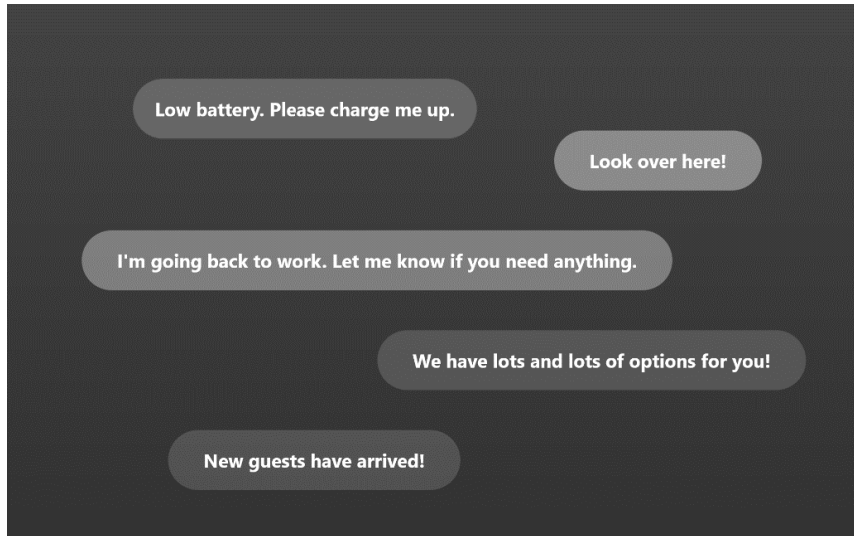 Low battery. Please charge me up.
Look over here!
I'm going back to work. Let me know if you need anything.
We have lots and lots of options for you!
New guests have arrived!